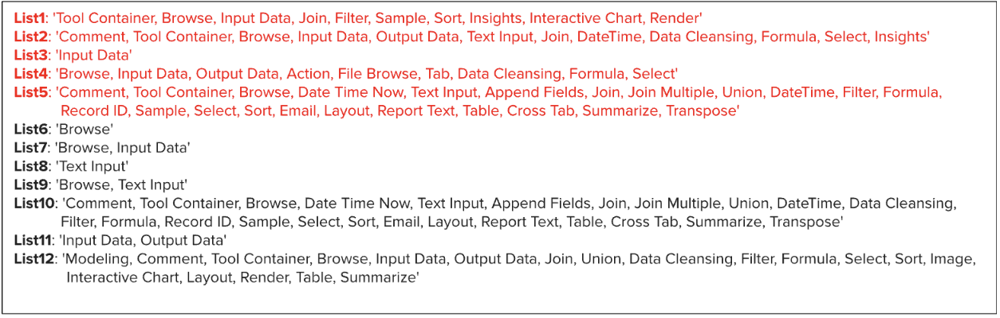 List1: 'Tool Container, Browse, Input Data, Join, Filter, Sample, Sort, Insights, Interactive Chart, Render'
List2: 'Comment, Tool Container, Browse, Input Data, Output Data, Text Input, Join, DateTime, Data Cleansing, Formula, Select, Insights'
List3: 'Input Data'
List4: 'Browse, Input Data, Output Data, Action, File Browse, Tab, Data Cleansing, Formula, Select'
List5: 'Comment, Tool Container, Browse, Date Time Now, Text Input, Append Fields, Join, Join Multiple, Union, DateTime, Filter, Formula,
Record ID, Sample, Select, Sort, Email, Layout, Report Text, Table, Cross Tab, Summarize, Transpose'
List6: 'Browse'
List7: 'Browse, Input Data'
List8: 'Text Input'
List9: 'Browse, Text Input'
List10: 'Comment, Tool Container, Browse, Date Time Now, Text Input, Append Fields, Join, Join Multiple, Union, DateTime, Data Cleansing,
Filter, Formula, Record ID, Sample, Select, Sort, Email, Layout, Report Text, Table, Cross Tab, Summarize, Transpose'
List11: 'Input Data, Output Data'
List12: 'Modeling, Comment, Tool Container, Browse, Input Data, Output Data, Join, Union, Data Cleansing, Filter, Formula, Select, Sort, Image,
Interactive Chart, Layout, Render, Table, Summarize'